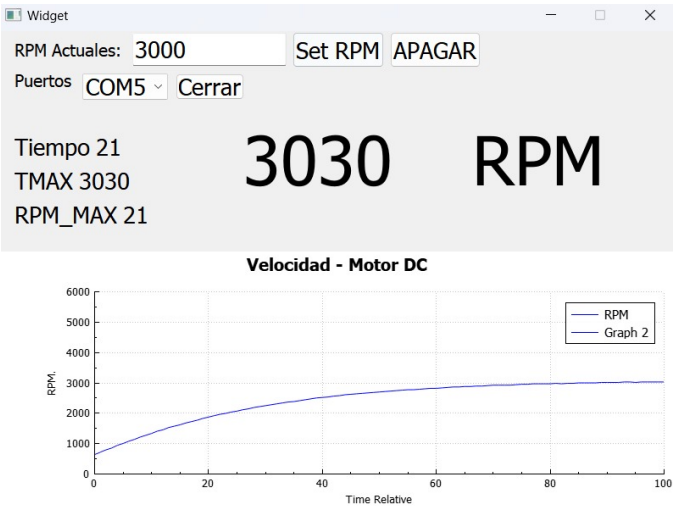 Widget
RPM Actuales: 3000 Set RPM APAGAR
Puertos COM5 Cerrar
Tiempo 21
TMAX 3030
RPM_MAX 21
3030 RPM
Velocidad - Motor DC
6000
5000
4000
3000
2000
1000
0
RPM.
RPM
Graph 2
0 20 40 60 80 100
Time Relative